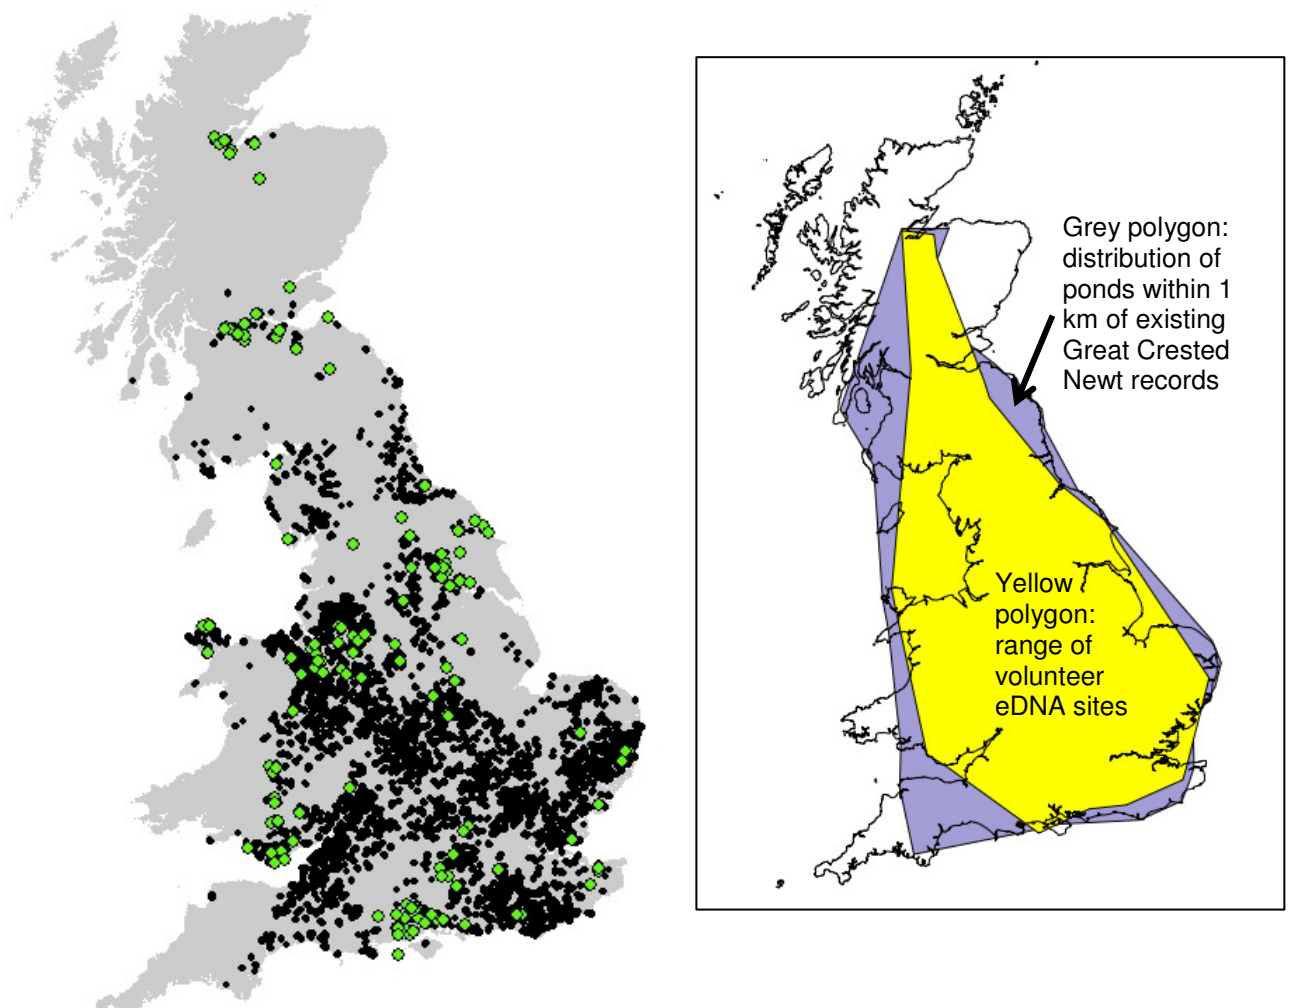 Grey polygon:
distribution of
ponds within 1
km of existing
Great Crested
Newt records
Yellow
polygon:
range of
volunteer
eDNA sites